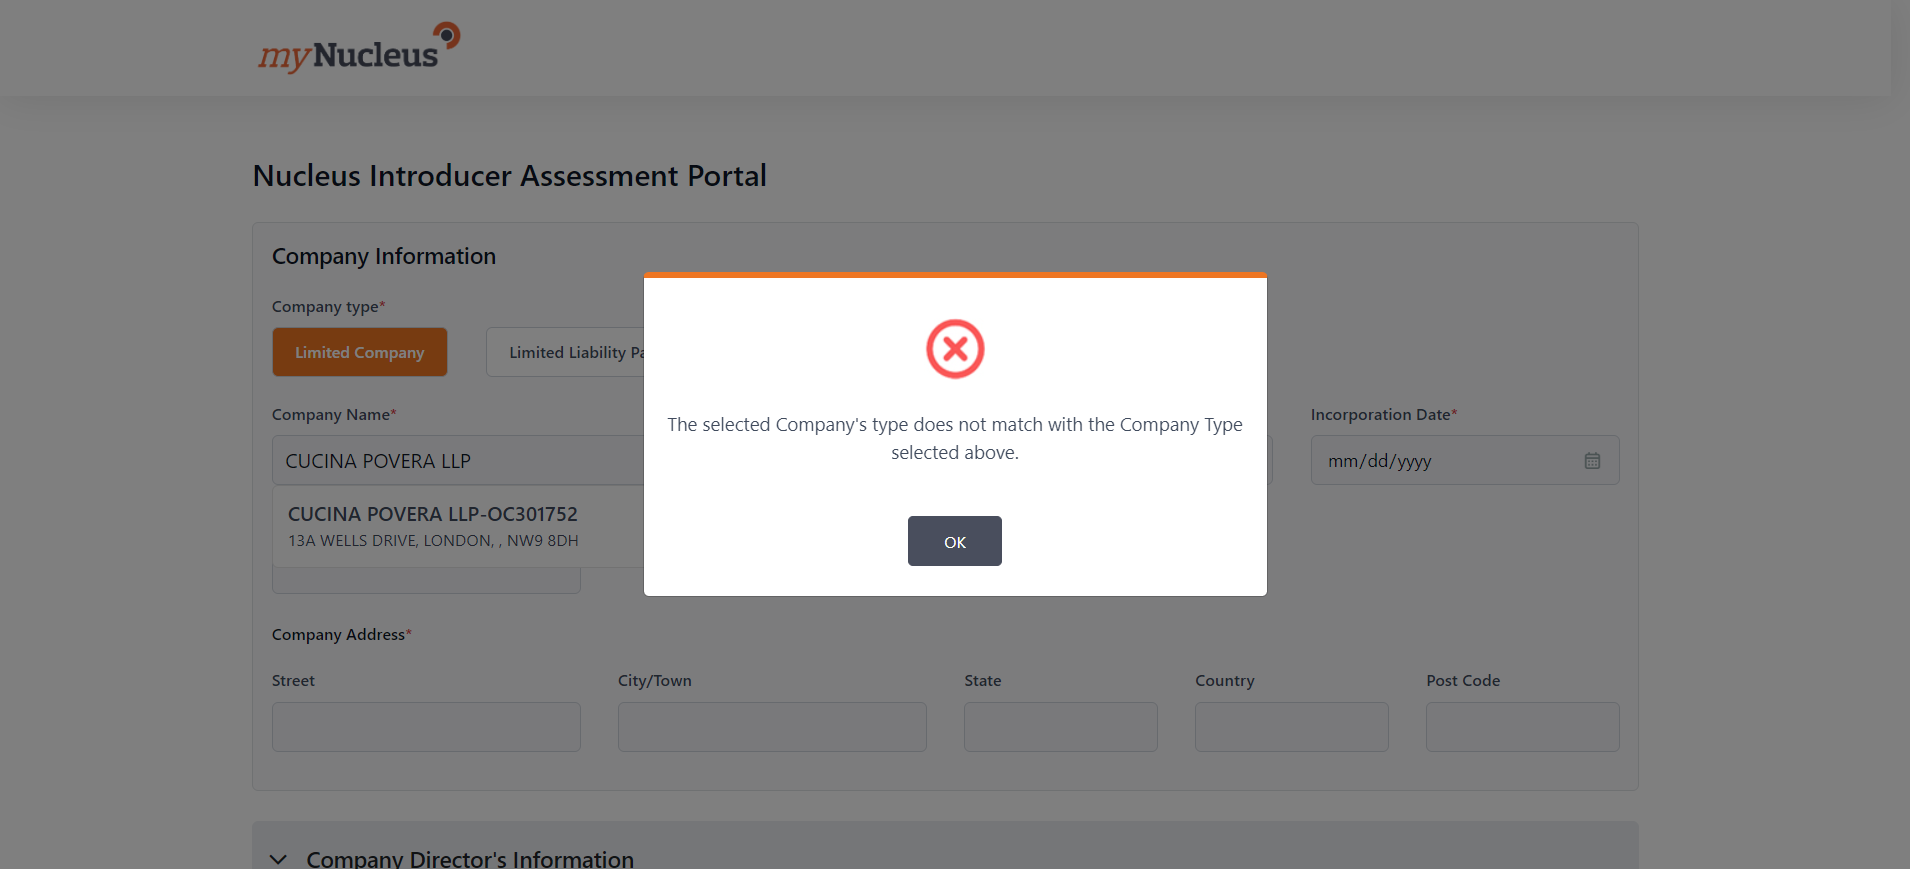 myNucleus
Nucleus Introducer Assessment Portal
Company Information
Company type*
Limited Company
Limited Liability Pa
Company Name*
Incorporation Date*
CUCINA POVERA LLP
mm/dd/yyyy
CUCINA POVERA LLP-OC301752
13A WELLS DRIVE, LONDON, , NW9 8DH
The selected Company's type does not match with the Company Type
selected above.
OK
Company Address*
Street
City/Town
State
Country
Post Code
Company Director's Information